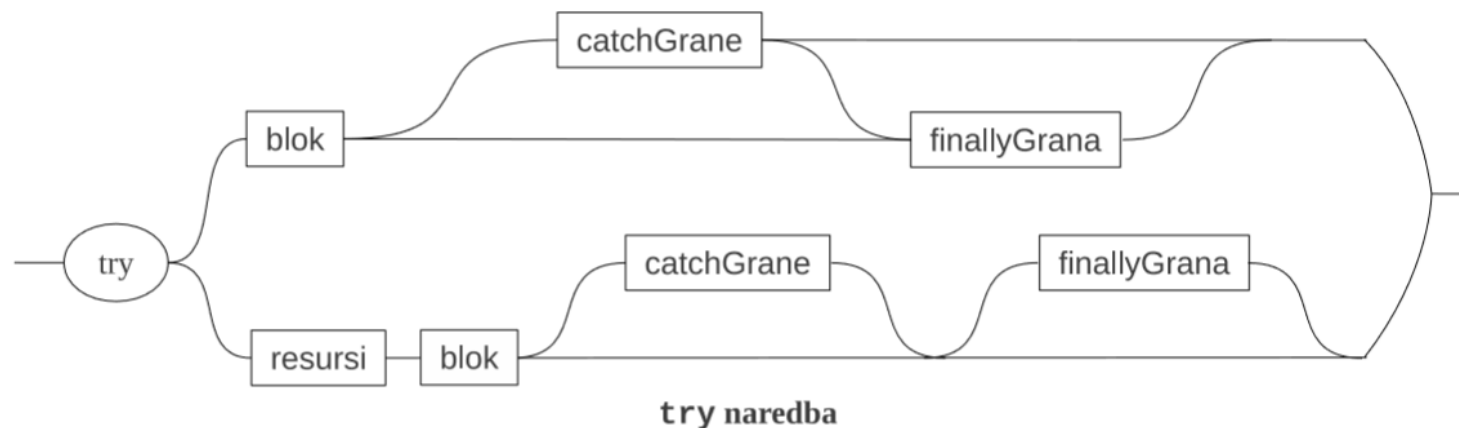 catchGrane
blok
finallyGrana
try
catchGrane
finallyGrana
resursi
blok
try naredba